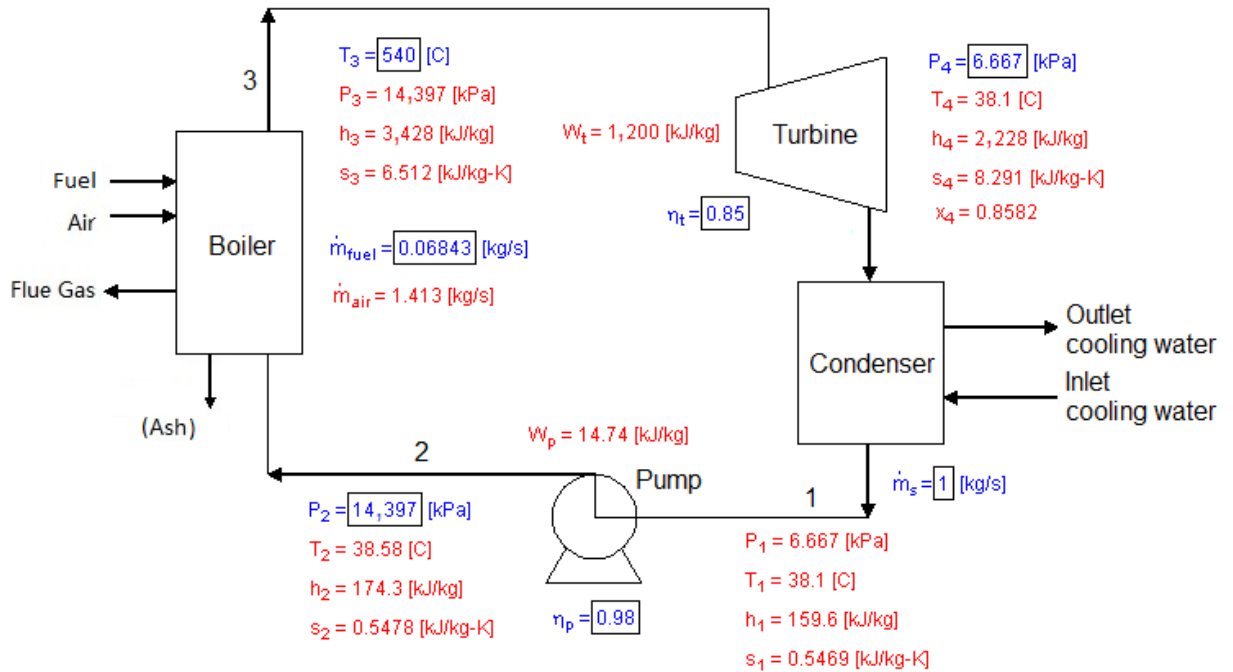 T3 = 540 [C]
P3 = 14,397 [kPa]
h3 = 3,428 [kJ/kg]
s3 = 6.512 [kJ/kg-K]
3
Wt = 1,200 [kJ/kg]
Turbine
ηt = 0.85
P4 = 6.667 [kPa]
T4 = 38.1 [C]
h4 = 2,228 [kJ/kg]
s4 = 8.291 [kJ/kg-K]
x4 = 0.8582
Fuel
Air
Boiler
Flue Gas
(Ash)
ṁfuel = 0.06843 [kg/s]
ṁair = 1.413 [kg/s]
Condenser
Outlet
cooling water
Inlet
cooling water
ṁs = 1 [kg/s]
Wp = 14.74 [kJ/kg]
2
Pump
1
P2 = 14,397 [kPa]
T2 = 38.58 [C]
h2 = 174.3 [kJ/kg]
s2 = 0.5478 [kJ/kg-K]
ηp = 0.98
P1 = 6.667 [kPa]
T1 = 38.1 [C]
h1 = 159.6 [kJ/kg]
s1 = 0.5469 [kJ/kg-K]